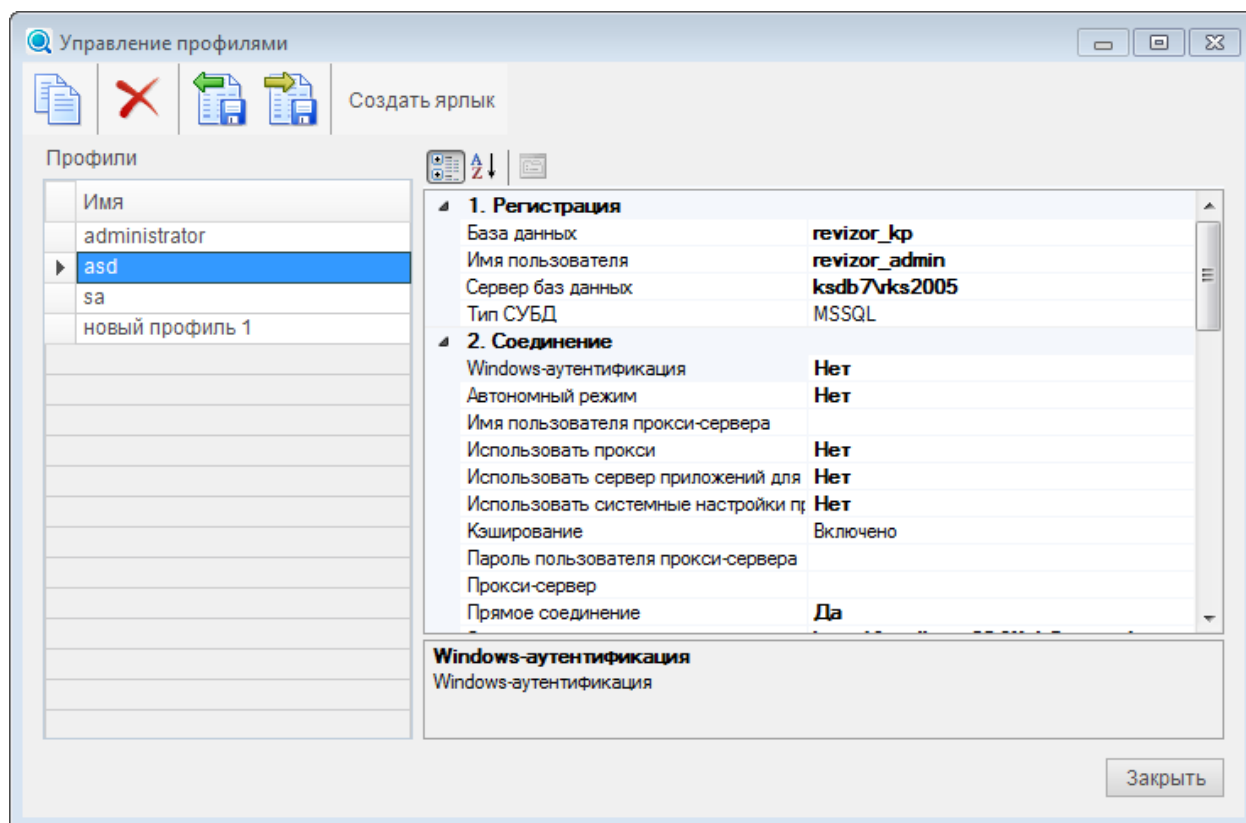 Управление профилями
Создать ярлык
Профили
Имя
administrator
asd
sa
новый профиль 1
1. Регистрация
База данных revizor_kp
Имя пользователя revizor_admin
Сервер баз данных ksdb7\rks2005
Тип СУБД MSSQL
2. Соединение
Windows-аутентификация Нет
Автономный режим Нет
Имя пользователя прокси-сервера
Использовать прокси Нет
Использовать сервер приложений для Нет
Использовать системные настройки Нет
Кэширование Включено
Пароль пользователя прокси-сервера
Прокси-сервер
Прямое соединение Да
Windows-аутентификация
Windows-аутентификация
Закрыть